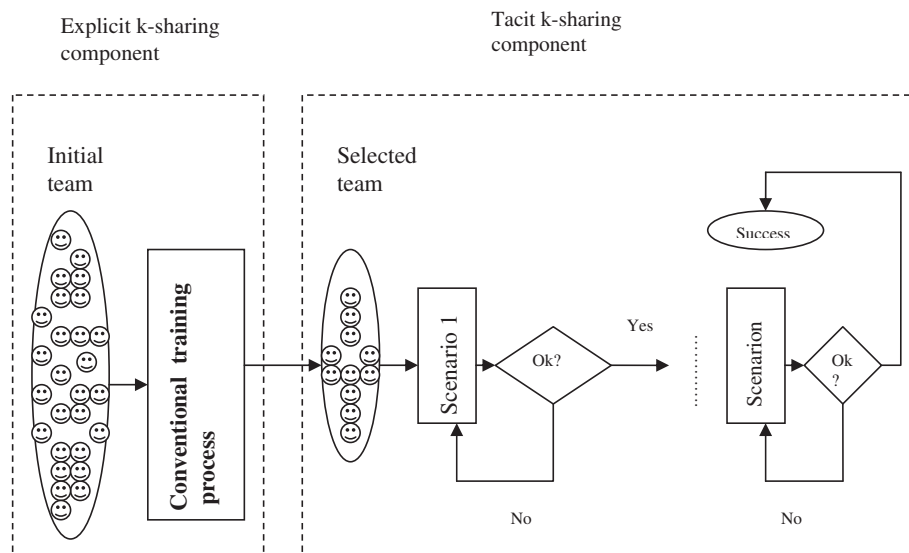 Explicit k-sharing
component
Tacit k-sharing
component
Initial
team
Conventional training
process
Selected
team
Scenario 1
Ok?
Yes
No
Success
Scenario
Ok
?
No